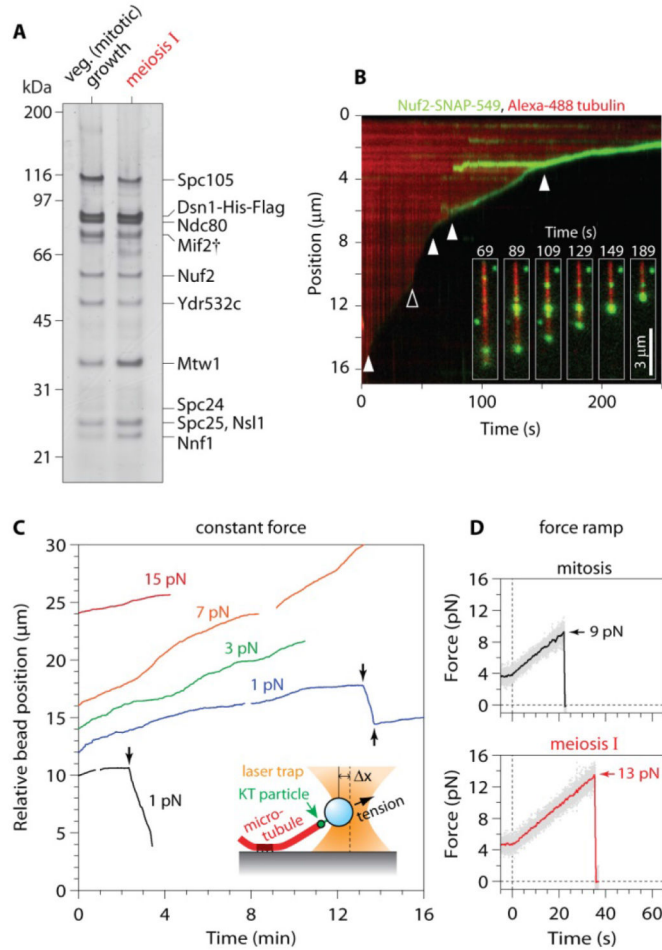 A
veg. (mitotic)
growth
meiosis I
kDa
200
116
97
66
45
31
21
Spc105
Dsn1-His-Flag
Ndc80
Mif2†
Nuf2
Ydr532c
Mtw1
Spc24
Spc25, Nsl1
Nnf1
B
Nuf2-SNAP-549, Alexa-488 tubulin
0
4
8
12
16
Position (μm)
Time (s)
69 89 109 129 149 189
3 μm
0 100 200
Time (s)
C
constant force
30
25
20
15
10
5
0
Relative bead position (μm)
15 pN
7 pN
3 pN
1 pN
1 pN
laser trap
KT particle
micro-
tubule
Δx
tension
0 4 8 12 16
Time (min)
D
force ramp
mitosis
16
12
8
4
0
Force (pN)
9 pN
meiosis I
16
12
8
4
0
Force (pN)
13 pN
0 20 40 60
Time (s)